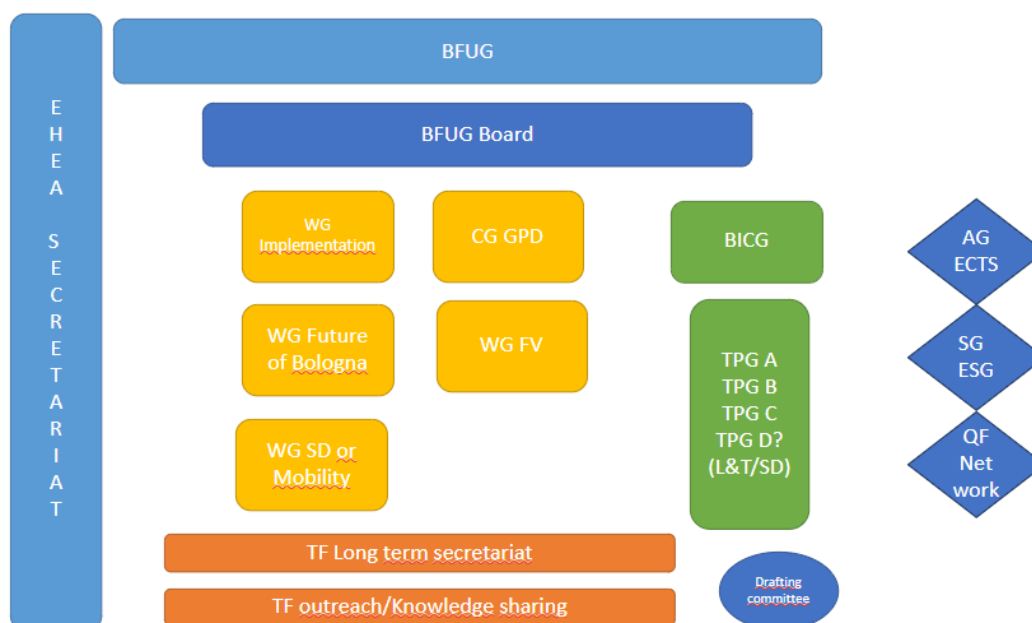 EHEA SECRETARIAT
BFUG
BFUG Board
WG
Implementation
CG GPD
BICG
AG
ECTS
WG Future
of Bologna
WG FV
TPG A
TPG B
TPG C
TPG D?
(L&T/SD)
SG
ESG
WG SD or
Mobility
QF
Net
work
TF Long term secretariat
TF outreach/Knowledge sharing
Drafting
committee